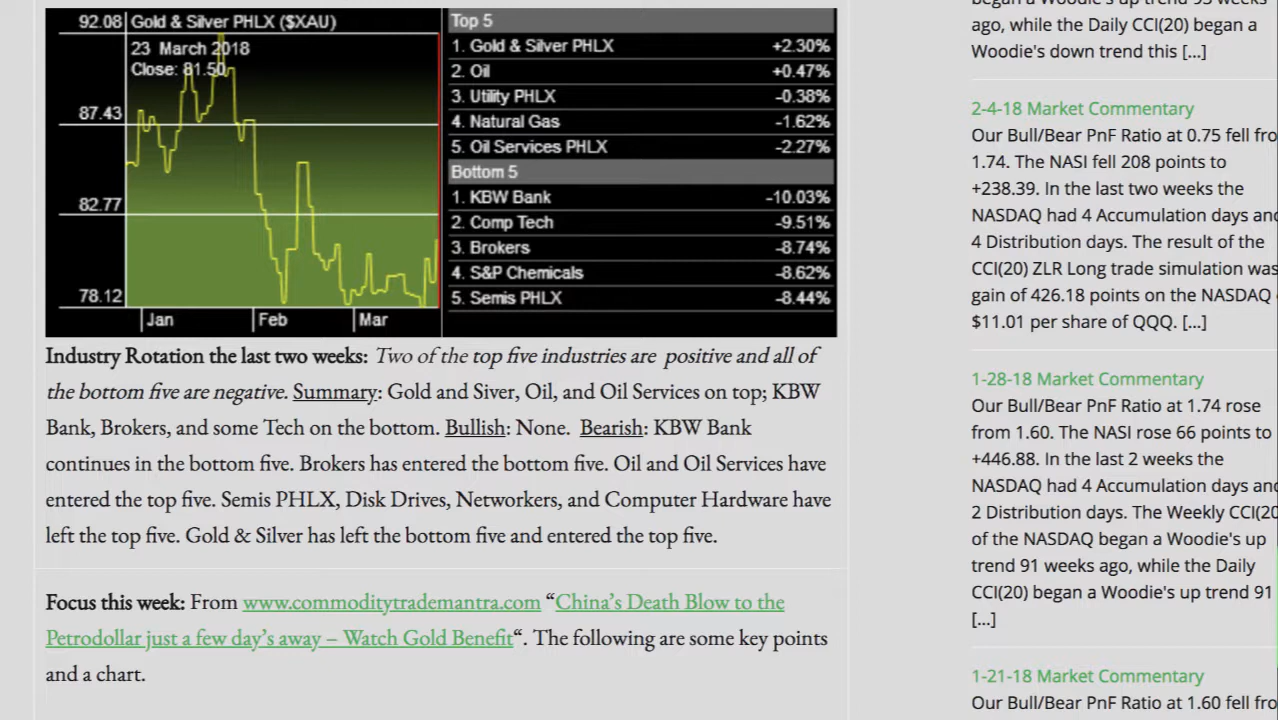 92.08 Gold & Silver PHLX ($XAU)
23 March 2018
Close: 81.50
87.43
82.77
78.12
Jan Feb Mar
Top 5
1. Gold & Silver PHLX +2.30%
2. Oil +0.47%
3. Utility PHLX -0.38%
4. Natural Gas -1.62%
5. Oil Services PHLX -2.27%
Bottom 5
1. KBW Bank -10.03%
2. Comp Tech -9.51%
3. Brokers -8.74%
4. S&P Chemicals -8.62%
5. Semis PHLX -8.44%
Industry Rotation the last two weeks: Two of the top five industries are positive and all of
the bottom five are negative. Summary: Gold and Siver, Oil, and Oil Services on top; KBW
Bank, Brokers, and some Tech on the bottom. Bullish: None. Bearish: KBW Bank
continues in the bottom five. Brokers has entered the bottom five. Oil and Oil Services have
entered the top five. Semis PHLX, Disk Drives, Networkers, and Computer Hardware have
left the top five. Gold & Silver has left the bottom five and entered the top five.
Focus this week: From www.commoditytrademantra.com “China’s Death Blow to the
Petrodollar just a few day’s away – Watch Gold Benefit“. The following are some key points
and a chart.
ago, while the Daily CCI(20) began a
Woodie's down trend this [...]
2-4-18 Market Commentary
Our Bull/Bear PnF Ratio at 0.75 fell fro
1.74. The NASI fell 208 points to
+238.39. In the last two weeks the
NASDAQ had 4 Accumulation days and
4 Distribution days. The result of the
CCI(20) ZLR Long trade simulation was
gain of 426.18 points on the NASDAQ
$11.01 per share of QQQ. [...]
1-28-18 Market Commentary
Our Bull/Bear PnF Ratio at 1.74 rose
from 1.60. The NASI rose 66 points to
+446.88. In the last 2 weeks the
NASDAQ had 4 Accumulation days and
2 Distribution days. The Weekly CCI(20
of the NASDAQ began a Woodie's up
trend 91 weeks ago, while the Daily
CCI(20) began a Woodie's up trend 91
[...]
1-21-18 Market Commentary
Our Bull/Bear PnF Ratio at 1.60 fell fro